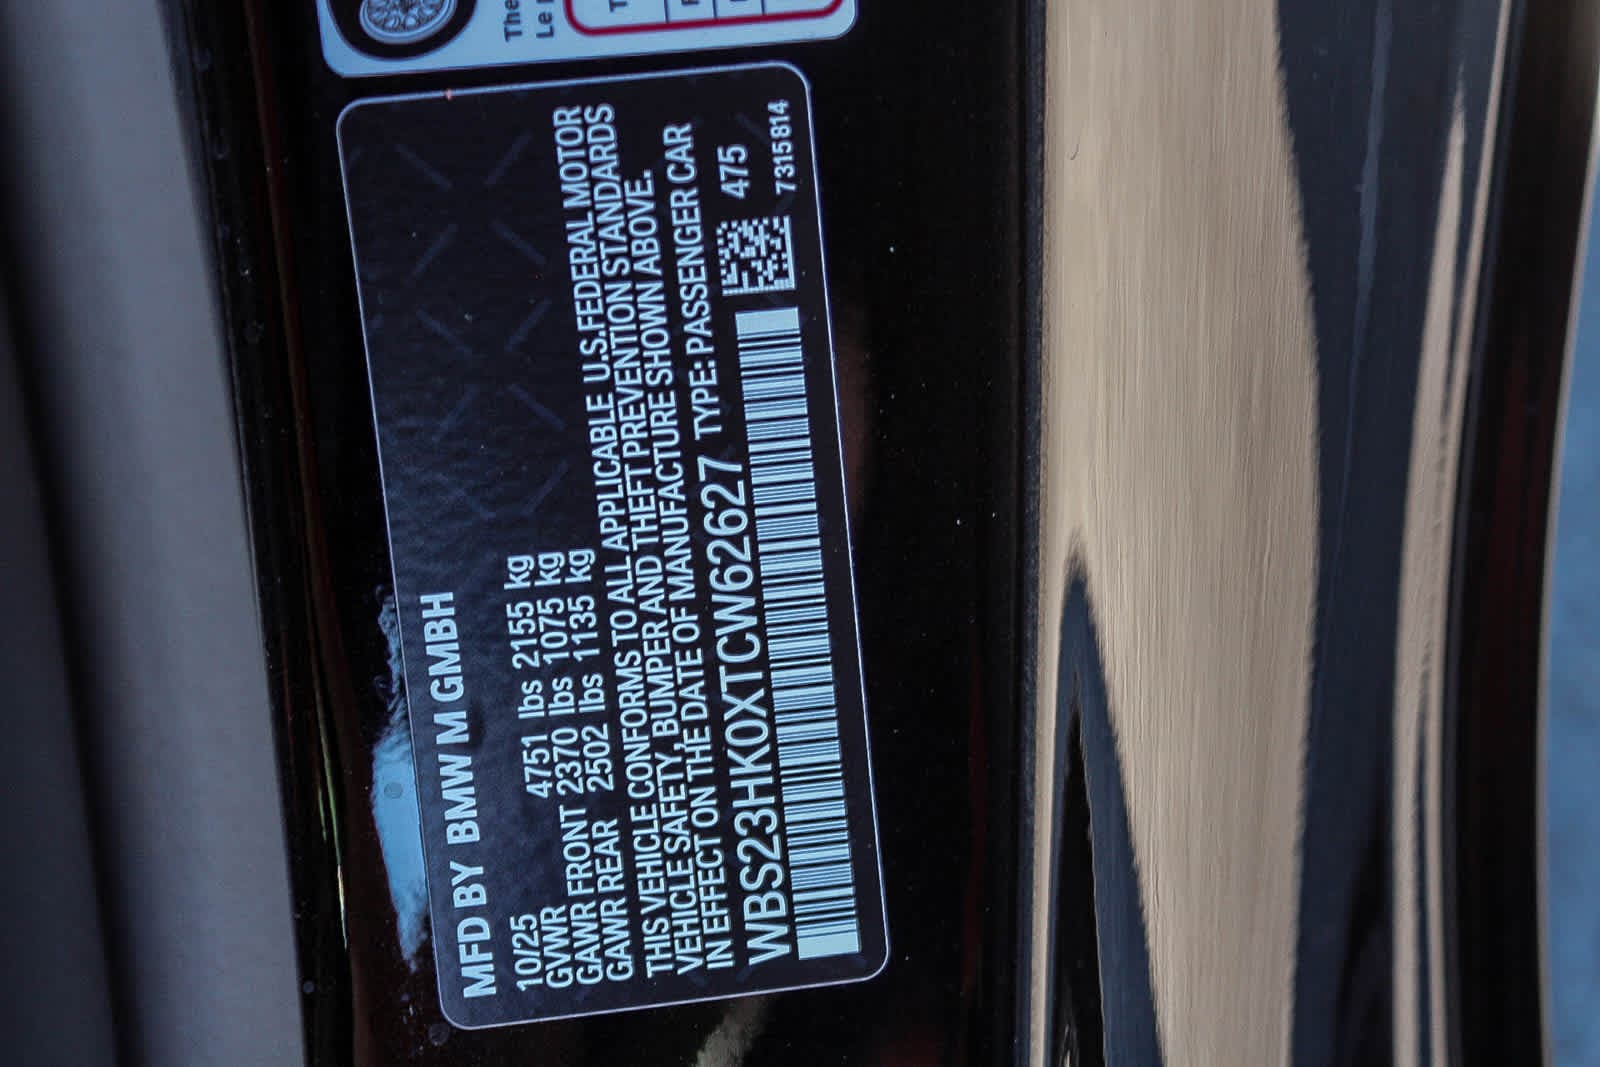 The
Le
MFD BY BMW M GMBH
10/25
GVWR 4751 lbs 2155 kg
GAWR FRONT 2370 lbs 1075 kg
GAWR REAR 2502 lbs 1135 kg
THIS VEHICLE CONFORMS TO ALL APPLICABLE U.S.FEDERAL MOTOR
VEHICLE SAFETY, BUMPER AND THEFT PREVENTION STANDARDS
IN EFFECT ON THE DATE OF MANUFACTURE SHOWN ABOVE.
WBS23HK0XTCW62627 TYPE: PASSENGER CAR
475
7315814